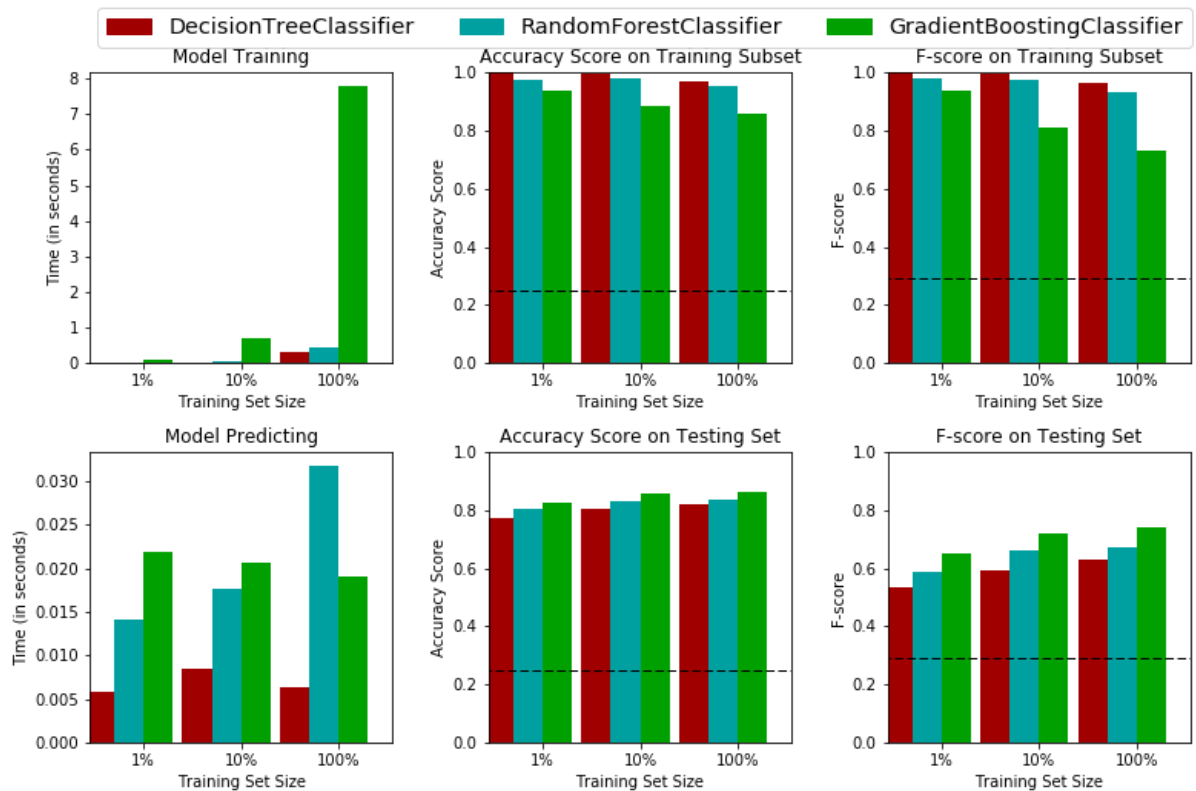 DecisionTreeClassifier RandomForestClassifier GradientBoostingClassifier
Model Training
8
7
6
5
4
3
2
1
0
Time (in seconds)
1% 10% 100%
Training Set Size
Accuracy Score on Training Subset
1.0
0.8
0.6
0.4
0.2
0.0
Accuracy Score
1% 10% 100%
Training Set Size
F-score on Training Subset
1.0
0.8
0.6
0.4
0.2
0.0
F-score
1% 10% 100%
Training Set Size
Model Predicting
0.030
0.025
0.020
0.015
0.010
0.005
0.000
Time (in seconds)
1% 10% 100%
Training Set Size
Accuracy Score on Testing Set
1.0
0.8
0.6
0.4
0.2
0.0
Accuracy Score
1% 10% 100%
Training Set Size
F-score on Testing Set
1.0
0.8
0.6
0.4
0.2
0.0
F-score
1% 10% 100%
Training Set Size